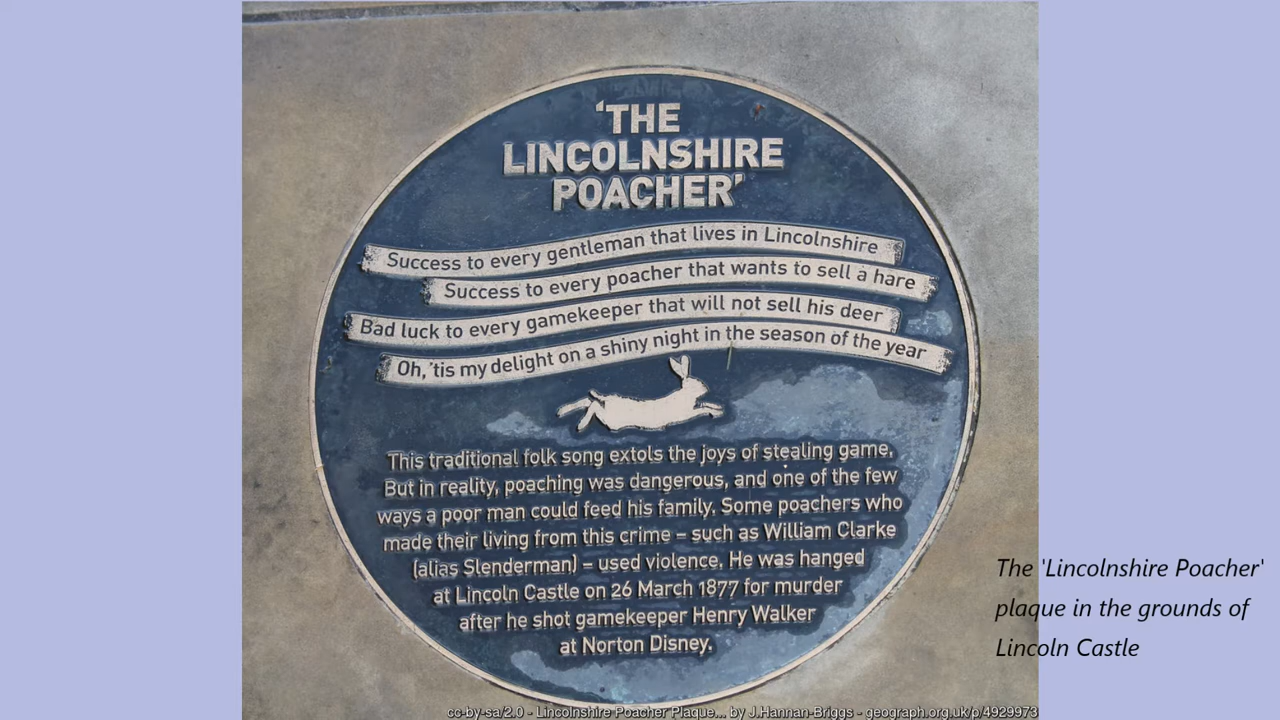 'THE
LINCOLNSHIRE
POACHER'
Success to every gentleman that lives in Lincolnshire
Success to every poacher that wants to sell a hare
Bad luck to every gamekeeper that will not sell his deer
Oh, 'tis my delight on a shiny night in the season of the year
This traditional folk song extols the joys of stealing game.
But in reality, poaching was dangerous, and one of the few
ways a poor man could feed his family. Some poachers who
made their living from this crime – such as William Clarke
(alias Slenderman) – used violence. He was hanged
at Lincoln Castle on 26 March 1877 for murder
after he shot gamekeeper Henry Walker
at Norton Disney.
The 'Lincolnshire Poacher'
plaque in the grounds of
Lincoln Castle
cc-by-sa/2.0 - Lincolnshire Poacher Plaque... by J.Hannan-Briggs - geograph.org.uk/p/4929973